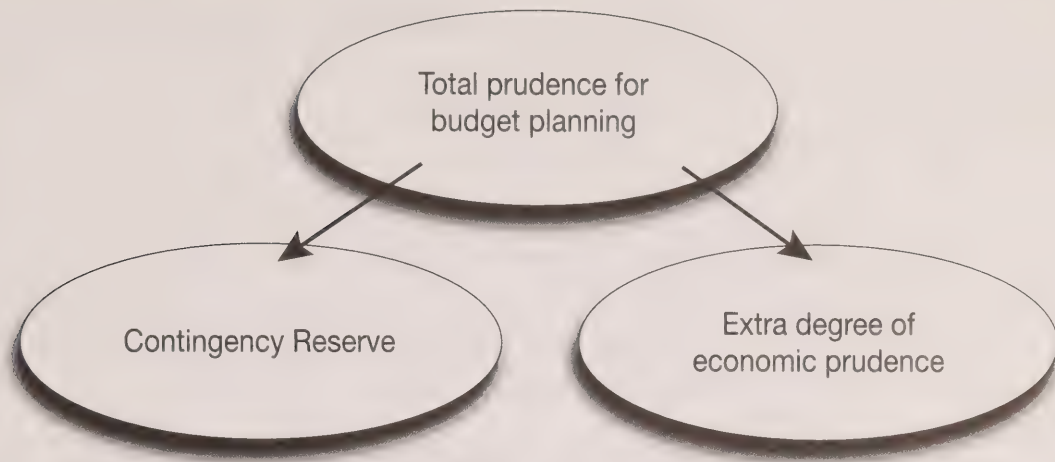 Total prudence for
budget planning
Contingency Reserve
Extra degree of
economic prudence